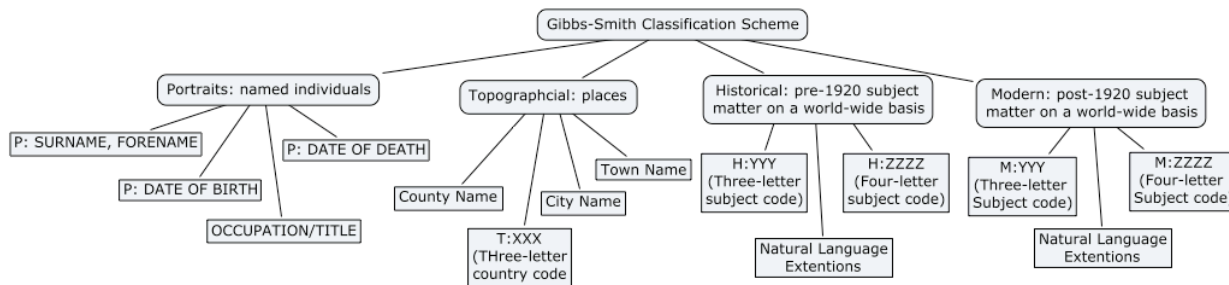 Gibbs-Smith Classification Scheme
Portraits: named individuals
Topographcial: places
Historical: pre-1920 subject
matter on a world-wide basis
Modern: post-1920 subject
matter on a world-wide basis
P: SURNAME, FORENAME
P: DATE OF BIRTH
OCCUPATION/TITLE
P: DATE OF DEATH
County Name
T:XXX
(THree-letter
country code
City Name
Town Name
H:YYY
(Three-letter
subject code)
Natural Language
Extentions
H:ZZZZ
(Four-letter
subject code)
M:YYY
(Three-letter
Subject code)
Natural Language
Extentions
M:ZZZZ
(Four-letter
Subject code)